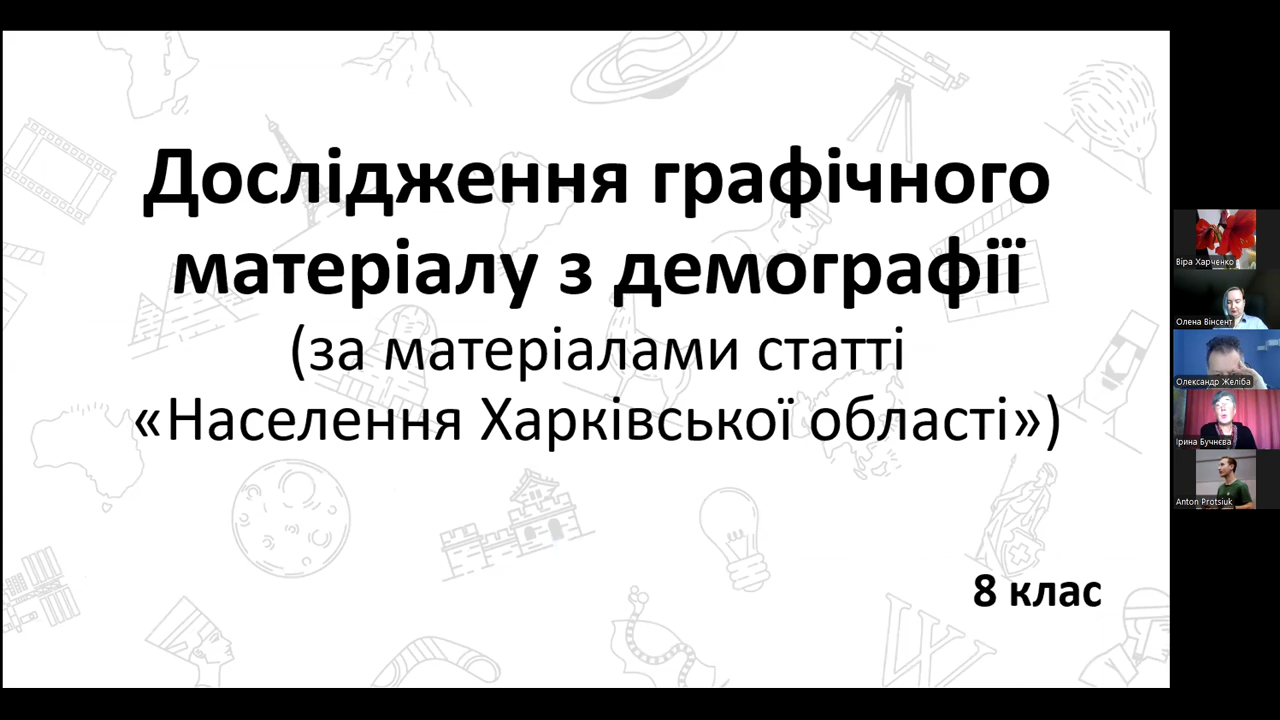 Дослідження графічного
матеріалу з демографії
(за матеріалами статті
«Населення Харківської області»)
8 клас
Віра Харченко
Олена Вінсент
Олександр Желіба
Ірина Бучнєва
Anton Protsiuk